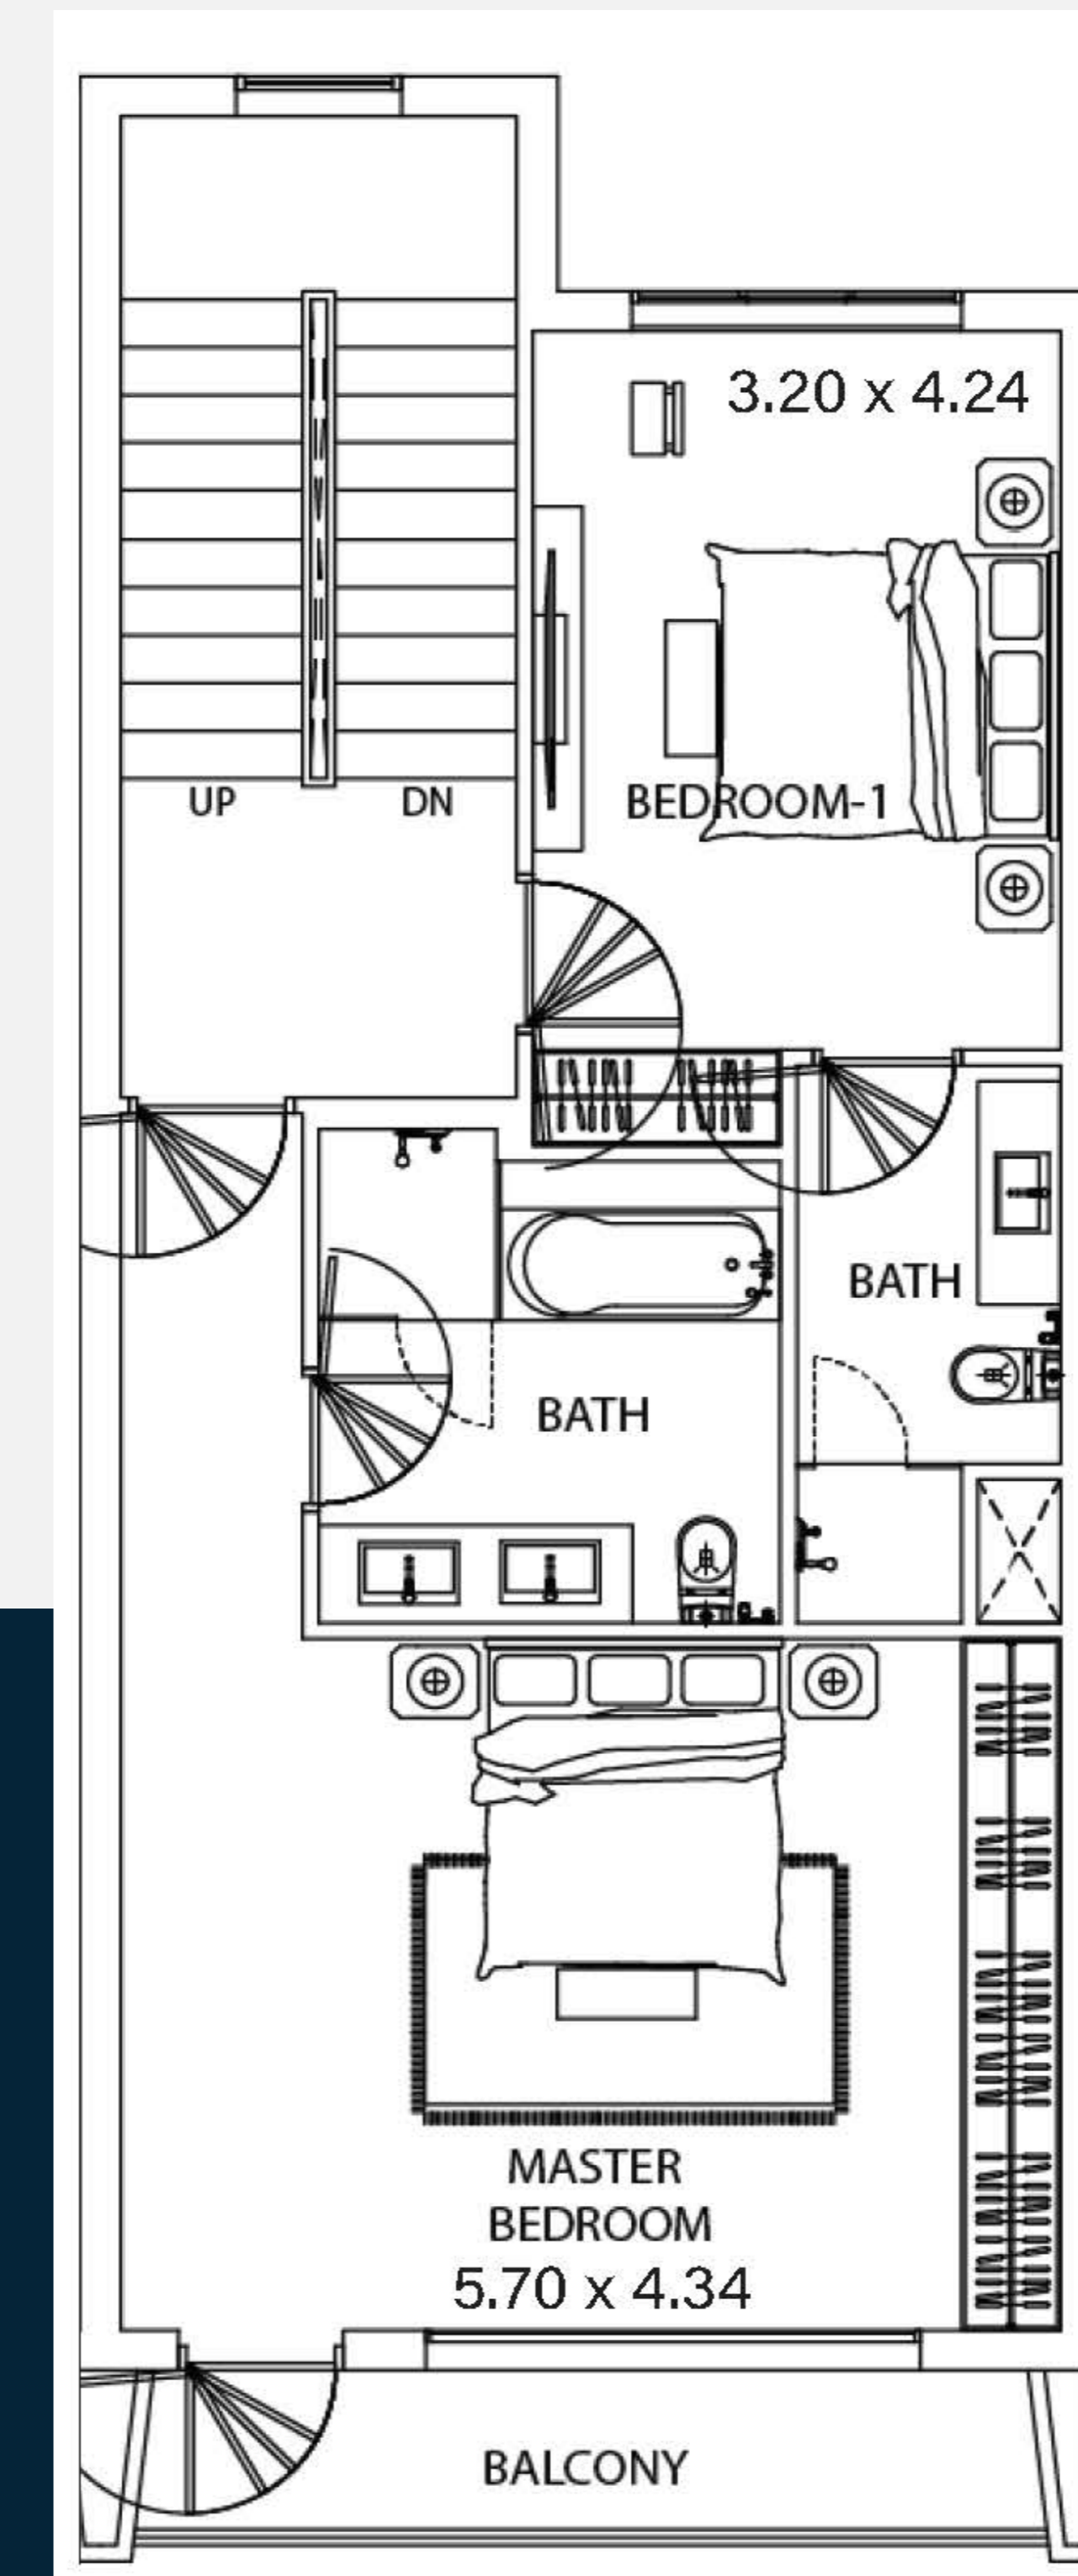 3.20 x 4.24
UP
DN
BEDROOM-1
BATH
BATH
MASTER
BEDROOM
5.70 x 4.34
BALCONY